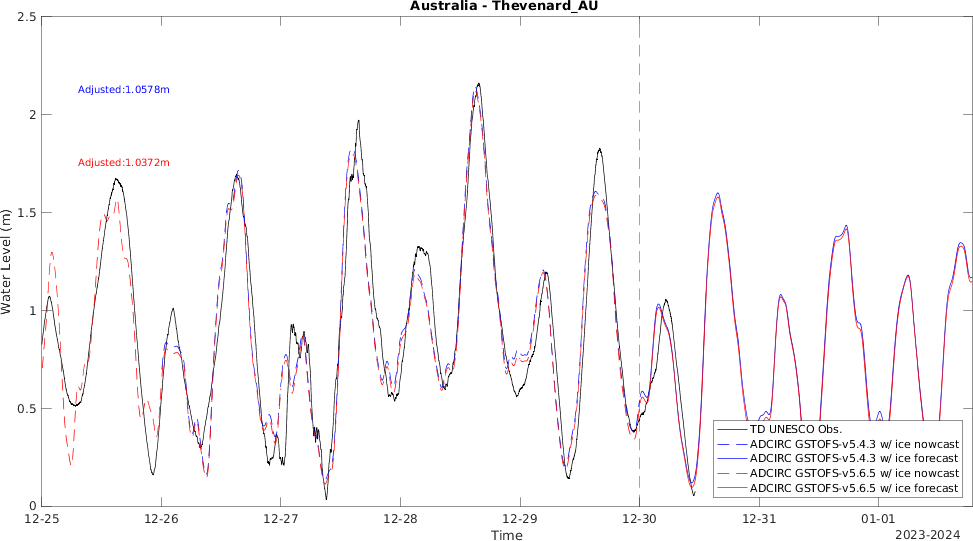 Australia - Thevenard_AU
2.5
2
1.5
1
0.5
0
Water Level (m)
Adjusted:1.0578m
Adjusted:1.0372m
TD UNESCO Obs.
ADCIRC GSTOFS-v5.4.3 w/ ice nowcast
ADCIRC GSTOFS-v5.4.3 w/ ice forecast
ADCIRC GSTOFS-v5.6.5 w/ ice nowcast
ADCIRC GSTOFS-v5.6.5 w/ ice forecast
12-25 12-26 12-27 12-28 12-29 12-30 12-31 01-01
Time
2023-2024